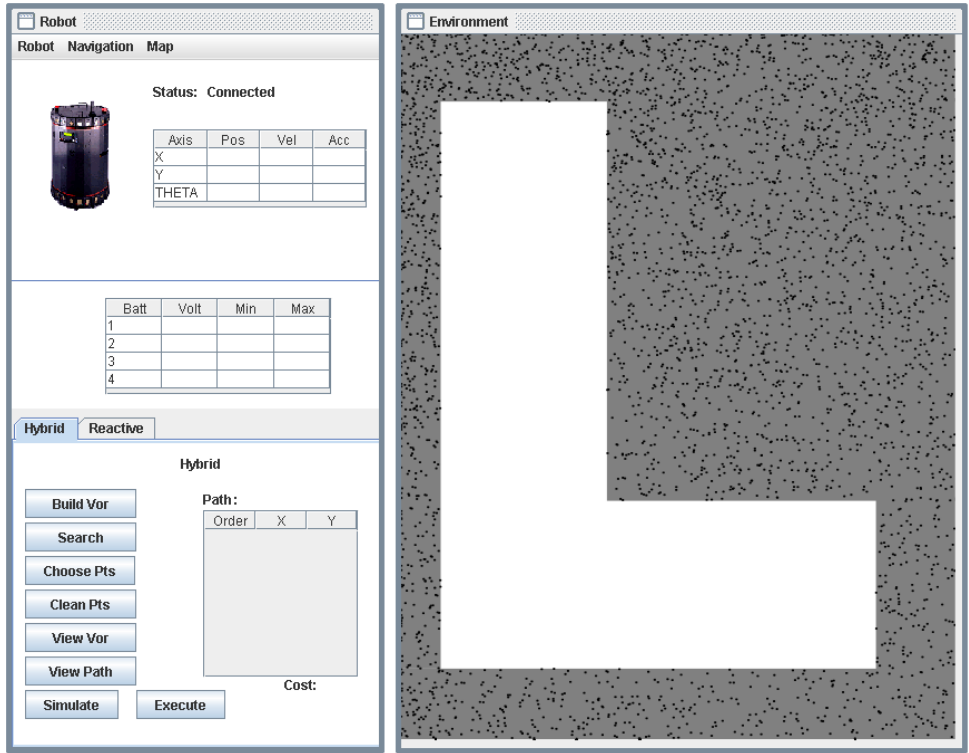 Robot
Robot Navigation Map
Status: Connected
Axis Pos Vel Acc
X
Y
THETA
Batt Volt Min Max
1
2
3
4
Hybrid Reactive
Hybrid
Build Vor
Search
Choose Pts
Clean Pts
View Vor
View Path
Simulate Execute
Path:
Order X Y
Cost:
Environment